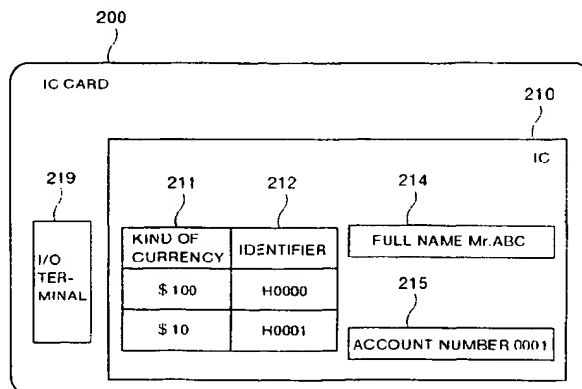 200
IC CARD
210
IC
219
211
212
214
I/O TER-MINAL
KIND OF CURRENCY
IDENTIFIER
FULL NAME Mr.ABC
$100
H0000
215
$10
H0001
ACCOUNT NUMBER 0001